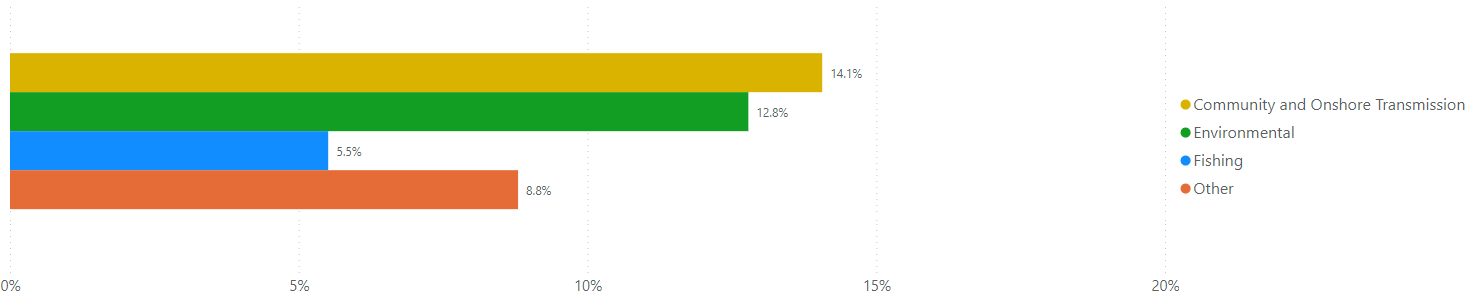 14.1%
12.8%
5.5%
8.8%
Community and Onshore Transmission
Environmental
Fishing
Other
0%
5%
10%
15%
20%